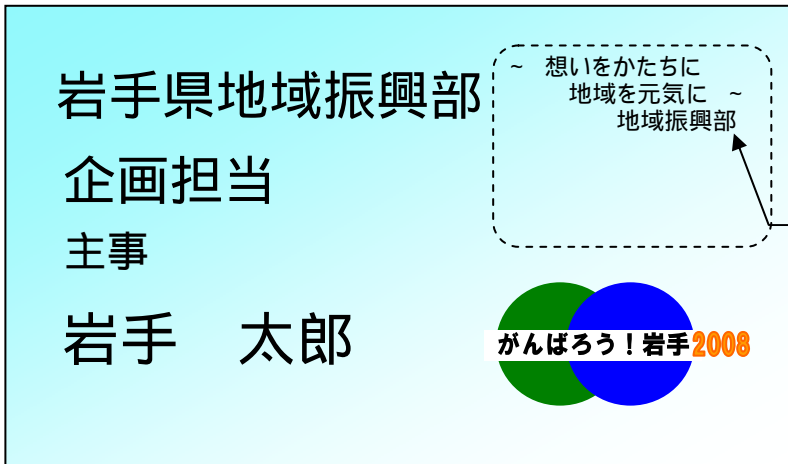 岩手県地域振興部
企画担当
主事
岩手　太郎
~　想いをかたちに
地域を元気に　~
地域振興部
がんばろう！岩手2008